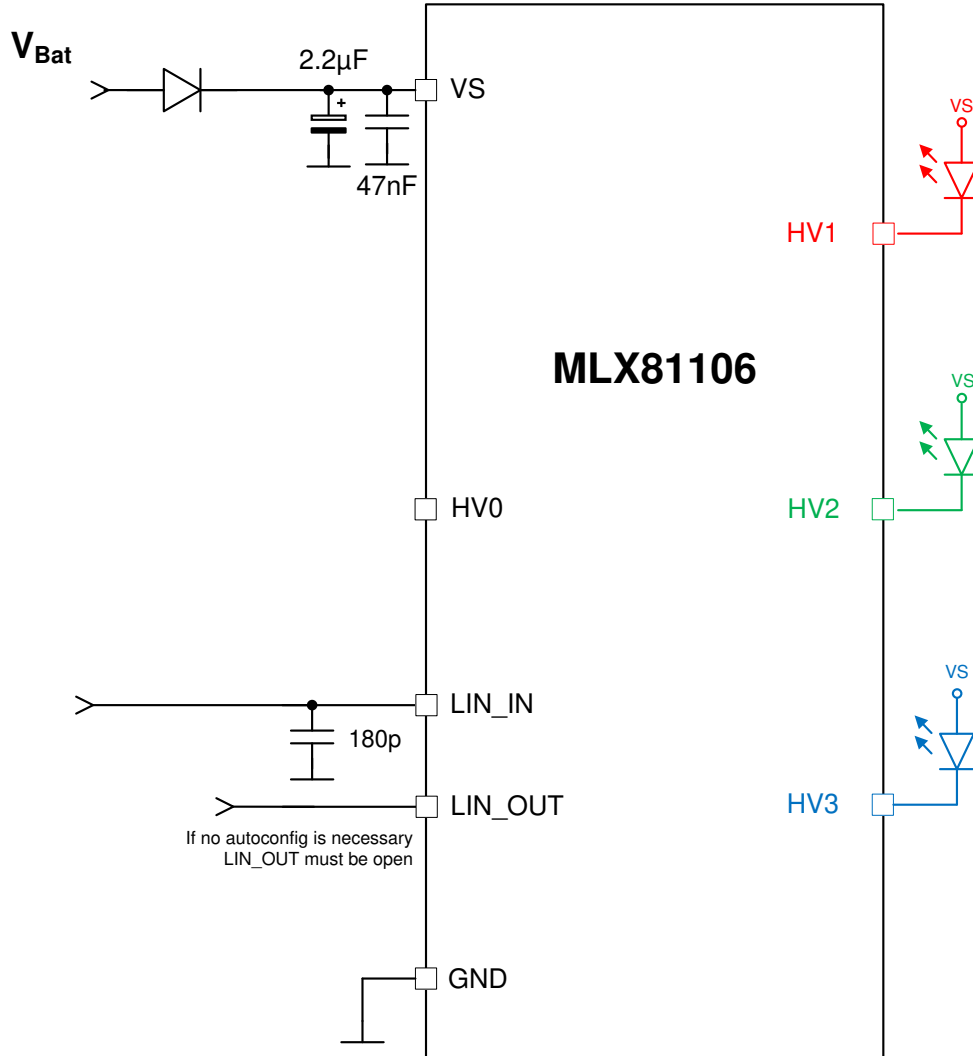 VBat
2.2µF
+
47nF
VS
VS
HV1
MLX81106
VS
HV0
HV2
VS
LIN_IN
180p
LIN_OUT
HV3
If no autoconfig is necessary
LIN_OUT must be open
GND